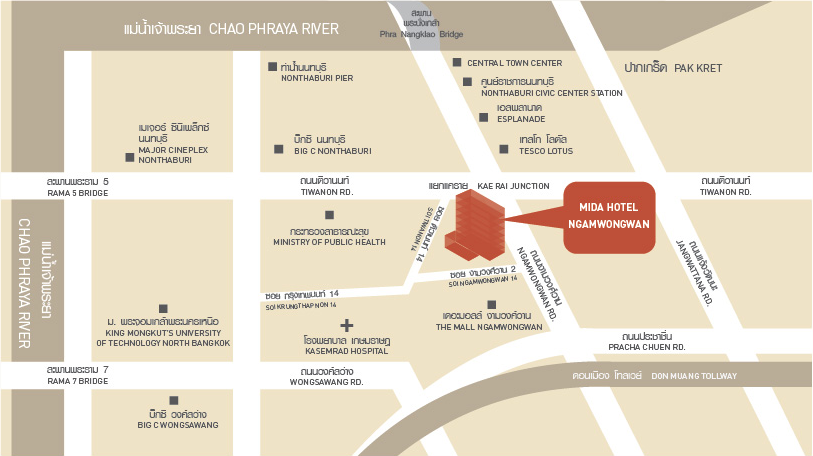 แม่น้ำเจ้าพระยา CHAO PHRAYA RIVER
สะพาน
พระนั่งเกล้า
Phra Nangklao Bridge
ท่าน้ำนนทบุรี
NONTHABURI PIER
CENTRAL TOWN CENTER
ศูนย์ราชการนนทบุรี
NONTHABURI CIVIC CENTER STATION
ปากเกร็ด PAK KRET
เอสพลานาด
ESPLANADE
เมเจอร์ ซีนีเพล็กซ์
นนทบุรี
MAJOR CINEPLEX
NONTHABURI
บิ๊กซี นนทบุรี
BIG C NONTHABURI
เทสโก โลตัส
TESCO LOTUS
สะพานพระราม 5
RAMA 5 BRIDGE
ถนนติวานนท์
TIWANON RD.
แยกแคราย KAE RAI JUNCTION
ถนนติวานนท์
TIWANON RD.
MIDA HOTEL
NGAMWONGWAN
ซอย ติวานนท์ 14
SOI TIWANON 14
แม่น้ำเจ้าพระยา
CHAO PHRAYA RIVER
กระทรวงสาธารณะสุข
MINISTRY OF PUBLIC HEALTH
ถนนงามวงศ์วาน
NGAMWONGWAN RD.
ถนนแจ้งวัฒนะ
JANGWATTANA RD.
ซอย งามวงศ์วาน 2
SOI NGAMWONGWAN 14
ซอย กรุงเทพนนท์ 14
SOI KRUNGTHAP NON 14
ม. พระจอมเกล้าพระนครเหนือ
KING MONGKUT'S UNIVERSITY
OF TECHNOLOGY NORTH BANGKOK
โรงพยาบาล เกษมราษฎ
KASEMRAD HOSPITAL
เดอะมอลล์ งามวงศ์วาน
THE MALL NGAMWONGWAN
ถนนประชาชื่น
PRACHA CHUEN RD.
สะพานพระราม 7
RAMA 7 BRIDGE
ถนนวงศ์สว่าง
WONGSAWANG RD.
ดอนเมือง โทลเวย์ DON MUANG TOLLWAY
บิ๊กซี วงศ์สว่าง
BIG C WONGSAWANG